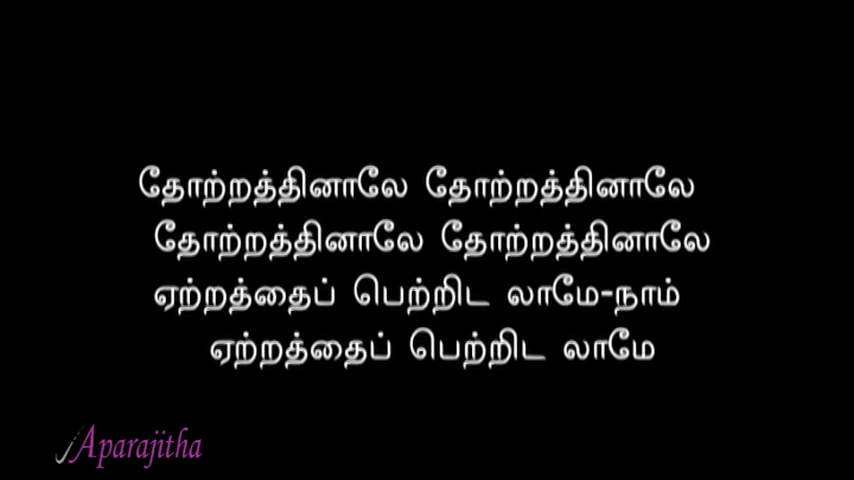 தோற்றத்தினாலே தோற்றத்தினாலே
தோற்றத்தினாலே தோற்றத்தினாலே
ஏற்றத்தைப் பெற்றிட லாமே-நாம்
ஏற்றத்தைப் பெற்றிட லாமே
Aparajitha